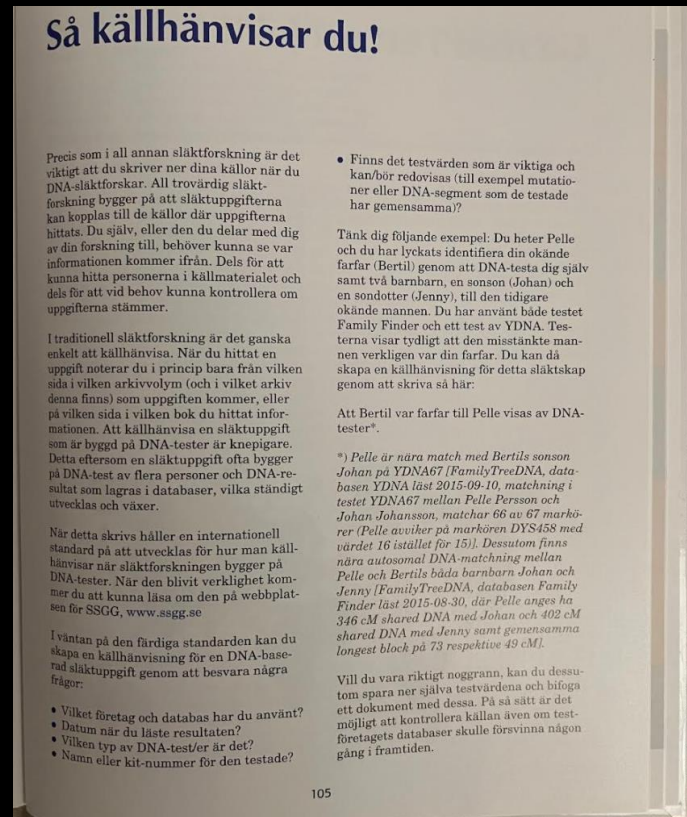 Så källhänvisar du!
Precis som i all annan släktforskning är det
viktigt att du skriver ner dina källor när du
DNA-släktforskar. All trovärdig släkt-
forskning bygger på att släktuppgifterna
kan kopplas till de källor där uppgifterna
hittats. Du själv, eller den du delar med dig
av din forskning till, behöver kunna se var
informationen kommer ifrån. Dels för att
kunna hitta personerna i källmaterialet och
dels för att vid behov kunna kontrollera om
uppgifterna stämmer.
I traditionell släktforskning är det ganska
enkelt att källhänvisa. När du hittat en
uppgift noterar du i princip bara från vilken
sida i vilken arkivvolym (och i vilket arkiv
denna finns) som uppgiften kommer, eller
på vilken sida i vilken bok du hittat infor-
mationen. Att källhänvisa en släktuppgift
som är byggd på DNA-tester är knepigare.
Detta eftersom en släktuppgift ofta bygger
på DNA-test av flera personer och DNA-re-
sultat som lagras i databaser, vilka ständigt
utvecklas och växer.
När detta skrivs håller en internationell
standard på att utvecklas för hur man käll-
hänvisar när släktforskningen bygger på
DNA-tester. När den blivit verklighet kom-
mer du att kunna läsa om den på webbplat-
sen för SSGG, www.ssgg.se
I väntan på den färdiga standarden kan du
skapa en källhänvisning för en DNA-base-
rad släktuppgift genom att besvara några
frågor:
• Vilket företag och databas har du använt?
• Datum när du läste resultaten?
• Vilken typ av DNA-test/er är det?
• Namn eller kit-nummer för den testade?
• Finns det testvärden som är viktiga och
kan/bör redovisas (till exempel mutatio-
ner eller DNA-segment som de testade
har gemensamma)?
Tänk dig följande exempel: Du heter Pelle
och du har lyckats identifiera din okände
farfar (Bertil) genom att DNA-testa dig själv
samt två barnbarn, en sonson (Johan) och
en sondotter (Jenny), till den tidigare
okände mannen. Du har använt både testet
Family Finder och ett test av YDNA. Tes-
terna visar tydligt att den misstänkte man-
nen verkligen var din farfar. Du kan då
skapa en källhänvisning för detta släktskap
genom att skriva så här:
Att Bertil var farfar till Pelle visas av DNA-
tester*.
*) Pelle är nära match med Bertils sonson
Johan på YDNA67 [FamilyTreeDNA, data-
basen YDNA läst 2015-09-10, matchning i
testet YDNA67 mellan Pelle Persson och
Johan Johansson, matchar 66 av 67 markö-
rer (Pelle avviker på markören DYS458 med
värdet 16 istället för 15)]. Dessutom finns
nära autosomal DNA-matchning mellan
Pelle och Bertils båda barnbarn Johan och
Jenny [FamilyTreeDNA, databasen Family
Finder läst 2015-08-30, där Pelle anges ha
346 cM shared DNA med Johan och 402 cM
shared DNA med Jenny samt gemensamma
longest block på 73 respektive 49 cM].
Vill du vara riktigt noggrann, kan du dessu-
tom spara ner själva testvärdena och bifoga
ett dokument med dessa. På så sätt är det
möjligt att kontrollera källan även om test-
företagets databaser skulle försvinna någon
gång i framtiden.
105